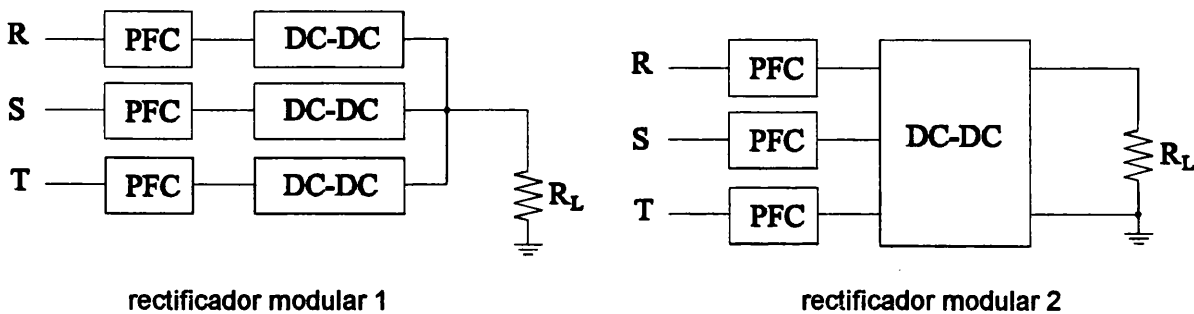 R PFC DC-DC
S PFC DC-DC
T PFC DC-DC
RL
rectificador modular 1
R PFC
S PFC
T PFC
DC-DC
RL
rectificador modular 2